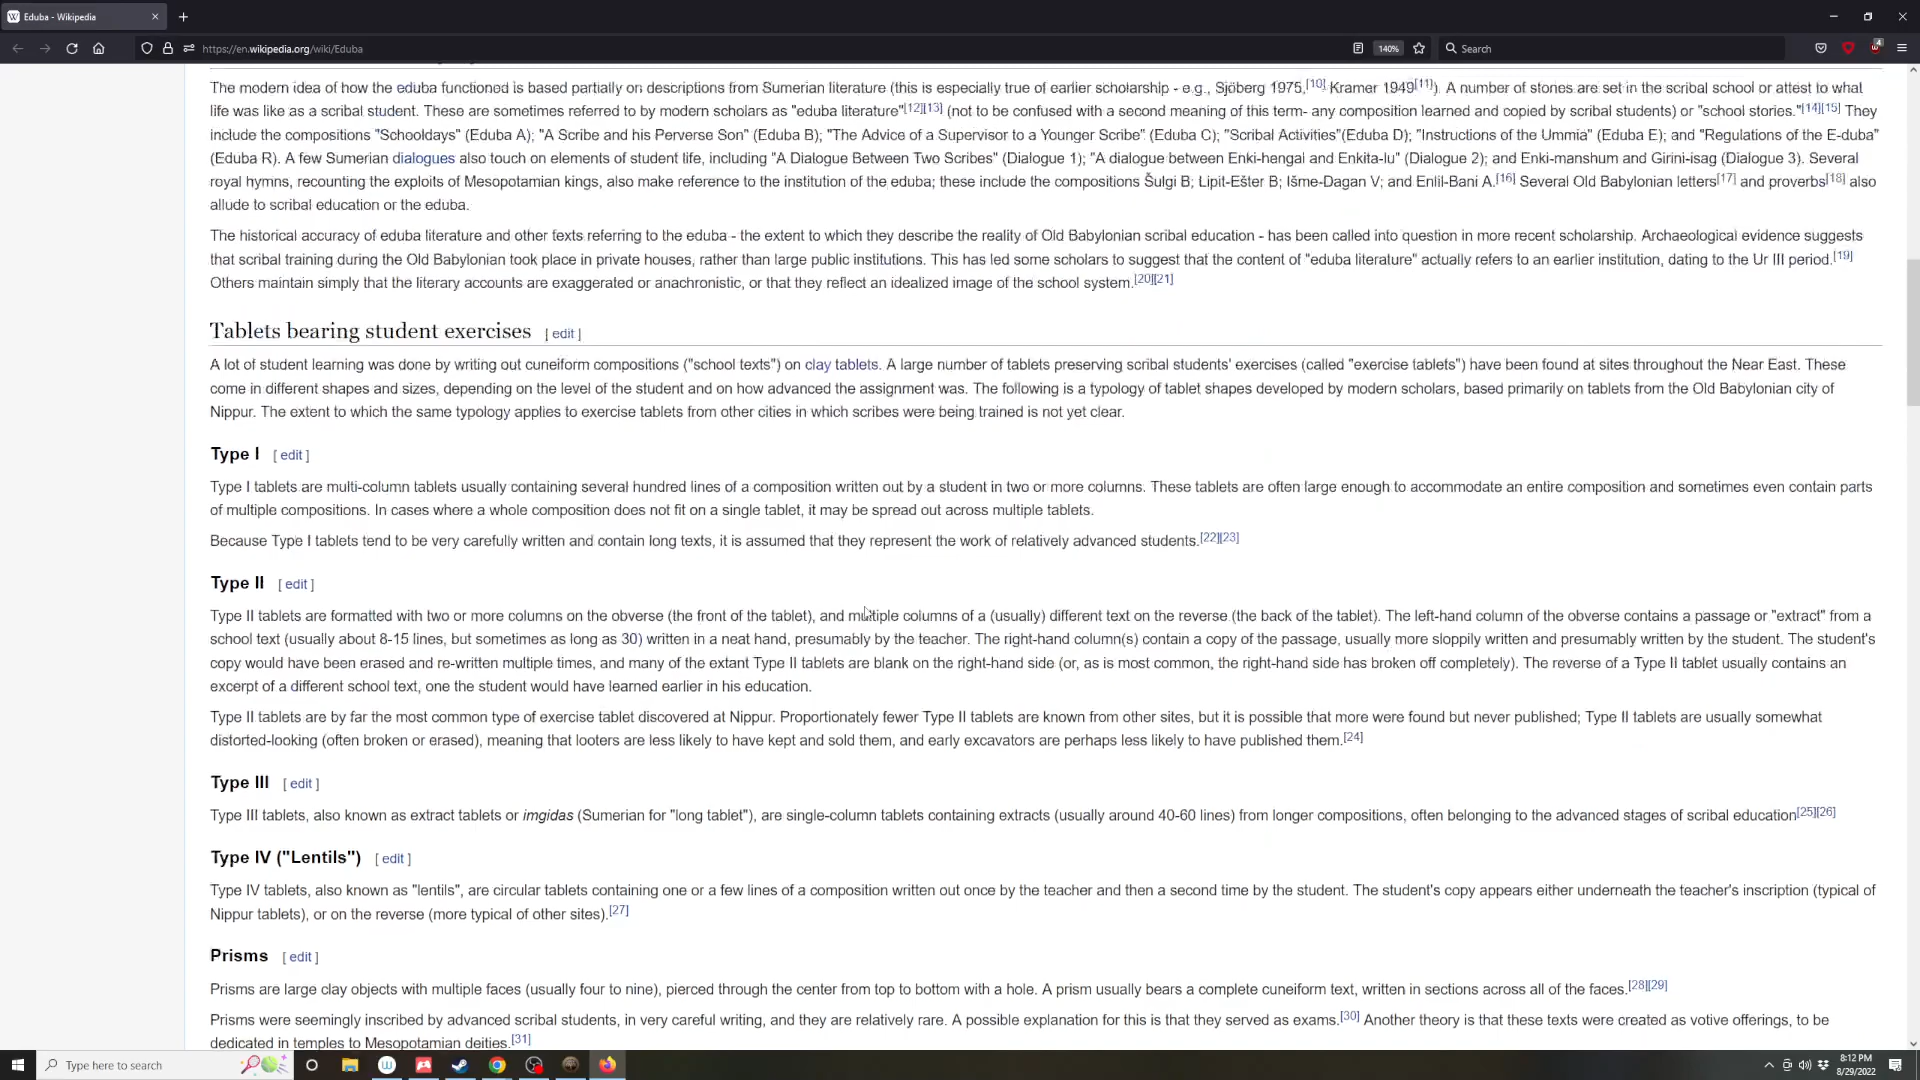 Eduba - Wikipedia
https://en.wikipedia.org/wiki/Eduba
140%
Search
4
The modern idea of how the eduba functioned is based partially on descriptions from Sumerian literature (this is especially true of earlier scholarship - e.g., Sjöberg 1975,[10] Kramer 1949[11]). A number of stories are set in the scribal school or attest to what
life was like as a scribal student. These are sometimes referred to by modern scholars as "eduba literature"[12][13] (not to be confused with a second meaning of this term- any composition learned and copied by scribal students) or "school stories."[14][15] They
include the compositions "Schooldays" (Eduba A); "A Scribe and his Perverse Son" (Eduba B); "The Advice of a Supervisor to a Younger Scribe" (Eduba C); "Scribal Activities"(Eduba D); "Instructions of the Ummia" (Eduba E); and "Regulations of the E-duba"
(Eduba R). A few Sumerian dialogues also touch on elements of student life, including "A Dialogue Between Two Scribes" (Dialogue 1); "A dialogue between Enki-hengal and Enkita-lu" (Dialogue 2); and Enki-manshum and Girini-isag (Dialogue 3). Several
royal hymns, recounting the exploits of Mesopotamian kings, also make reference to the institution of the eduba; these include the compositions Šulgi B; Lipit-Ešter B; Išme-Dagan V; and Enlil-Bani A.[16] Several Old Babylonian letters[17] and proverbs[18] also
allude to scribal education or the eduba.
The historical accuracy of eduba literature and other texts referring to the eduba - the extent to which they describe the reality of Old Babylonian scribal education - has been called into question in more recent scholarship. Archaeological evidence suggests
that scribal training during the Old Babylonian took place in private houses, rather than large public institutions. This has led some scholars to suggest that the content of "eduba literature" actually refers to an earlier institution, dating to the Ur III period.[19]
Others maintain simply that the literary accounts are exaggerated or anachronistic, or that they reflect an idealized image of the school system.[20][21]
Tablets bearing student exercises [ edit ]
A lot of student learning was done by writing out cuneiform compositions ("school texts") on clay tablets. A large number of tablets preserving scribal students' exercises (called "exercise tablets") have been found at sites throughout the Near East. These
come in different shapes and sizes, depending on the level of the student and on how advanced the assignment was. The following is a typology of tablet shapes developed by modern scholars, based primarily on tablets from the Old Babylonian city of
Nippur. The extent to which the same typology applies to exercise tablets from other cities in which scribes were being trained is not yet clear.
Type I [ edit ]
Type I tablets are multi-column tablets usually containing several hundred lines of a composition written out by a student in two or more columns. These tablets are often large enough to accommodate an entire composition and sometimes even contain parts
of multiple compositions. In cases where a whole composition does not fit on a single tablet, it may be spread out across multiple tablets.
Because Type I tablets tend to be very carefully written and contain long texts, it is assumed that they represent the work of relatively advanced students.[22][23]
Type II [ edit ]
Type II tablets are formatted with two or more columns on the obverse (the front of the tablet), and multiple columns of a (usually) different text on the reverse (the back of the tablet). The left-hand column of the obverse contains a passage or "extract" from a
school text (usually about 8-15 lines, but sometimes as long as 30) written in a neat hand, presumably by the teacher. The right-hand column(s) contain a copy of the passage, usually more sloppily written and presumably written by the student. The student's
copy would have been erased and re-written multiple times, and many of the extant Type II tablets are blank on the right-hand side (or, as is most common, the right-hand side has broken off completely). The reverse of a Type II tablet usually contains an
excerpt of a different school text, one the student would have learned earlier in his education.
Type II tablets are by far the most common type of exercise tablet discovered at Nippur. Proportionately fewer Type II tablets are known from other sites, but it is possible that more were found but never published; Type II tablets are usually somewhat
distorted-looking (often broken or erased), meaning that looters are less likely to have kept and sold them, and early excavators are perhaps less likely to have published them.[24]
Type III [ edit ]
Type III tablets, also known as extract tablets or imgidas (Sumerian for "long tablet"), are single-column tablets containing extracts (usually around 40-60 lines) from longer compositions, often belonging to the advanced stages of scribal education[25][26]
Type IV ("Lentils") [ edit ]
Type IV tablets, also known as "lentils", are circular tablets containing one or a few lines of a composition written out once by the teacher and then a second time by the student. The student's copy appears either underneath the teacher's inscription (typical of
Nippur tablets), or on the reverse (more typical of other sites).[27]
Prisms [ edit ]
Prisms are large clay objects with multiple faces (usually four to nine), pierced through the center from top to bottom with a hole. A prism usually bears a complete cuneiform text, written in sections across all of the faces.[28][29]
Prisms were seemingly inscribed by advanced scribal students, in very careful writing, and they are relatively rare. A possible explanation for this is that they served as exams.[30] Another theory is that these texts were created as votive offerings, to be
dedicated in temples to Mesopotamian deities.[31]
Type here to search
8:12 PM
8/29/2022